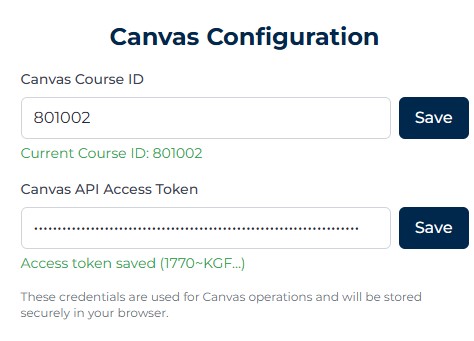 Canvas Configuration
Canvas Course ID
801002
Save
Current Course ID: 801002
Canvas API Access Token
Save
Access token saved (1770~KGF...)
These credentials are used for Canvas operations and will be stored
securely in your browser.